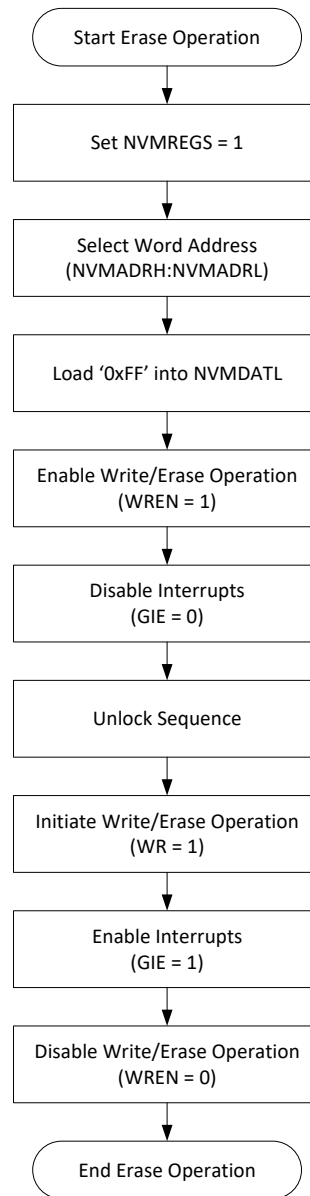 Start Erase Operation
Set NVMREGS = 1
Select Word Address
(NVMADRH:NVMADRL)
Load ‘0xFF’ into NVMDATL
Enable Write/Erase Operation
(WREN = 1)
Disable Interrupts
(GIE = 0)
Unlock Sequence
Initiate Write/Erase Operation
(WR = 1)
Enable Interrupts
(GIE = 1)
Disable Write/Erase Operation
(WREN = 0)
End Erase Operation